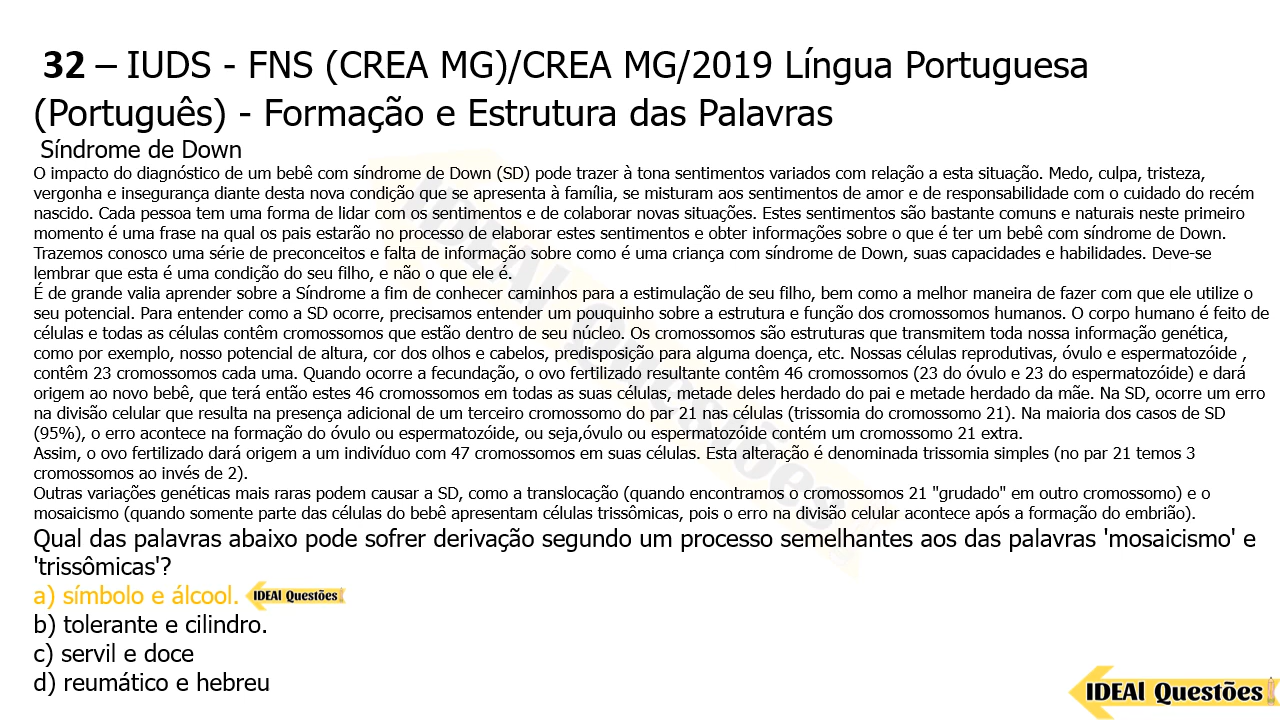 32 – IUDS - FNS (CREA MG)/CREA MG/2019 Língua Portuguesa
(Português) - Formação e Estrutura das Palavras
Síndrome de Down
O impacto do diagnóstico de um bebê com síndrome de Down (SD) pode trazer à tona sentimentos variados com relação a esta situação. Medo, culpa, tristeza,
vergonha e insegurança diante desta nova condição que se apresenta à família, se misturam aos sentimentos de amor e de responsabilidade com o cuidado do recém
nascido. Cada pessoa tem uma forma de lidar com os sentimentos e de colaborar novas situações. Estes sentimentos são bastante comuns e naturais neste primeiro
momento é uma frase na qual os pais estarão no processo de elaborar estes sentimentos e obter informações sobre o que é ter um bebê com síndrome de Down.
Trazemos conosco uma série de preconceitos e falta de informação sobre como é uma criança com síndrome de Down, suas capacidades e habilidades. Deve-se
lembrar que esta é uma condição do seu filho, e não o que ele é.
É de grande valia aprender sobre a Síndrome a fim de conhecer caminhos para a estimulação de seu filho, bem como a melhor maneira de fazer com que ele utilize o
seu potencial. Para entender como a SD ocorre, precisamos entender um pouquinho sobre a estrutura e função dos cromossomos humanos. O corpo humano é feito de
células e todas as células contêm cromossomos que estão dentro de seu núcleo. Os cromossomos são estruturas que transmitem toda nossa informação genética,
como por exemplo, nosso potencial de altura, cor dos olhos e cabelos, predisposição para alguma doença, etc. Nossas células reprodutivas, óvulo e espermatozóide ,
contêm 23 cromossomos cada uma. Quando ocorre a fecundação, o ovo fertilizado resultante contêm 46 cromossomos (23 do óvulo e 23 do espermatozóide) e dará
origem ao novo bebê, que terá então estes 46 cromossomos em todas as suas células, metade deles herdado do pai e metade herdado da mãe. Na SD, ocorre um erro
na divisão celular que resulta na presença adicional de um terceiro cromossomo do par 21 nas células (trissomia do cromossomo 21). Na maioria dos casos de SD
(95%), o erro acontece na formação do óvulo ou espermatozóide, ou seja,óvulo ou espermatozóide contém um cromossomo 21 extra.
Assim, o ovo fertilizado dará origem a um indivíduo com 47 cromossomos em suas células. Esta alteração é denominada trissomia simples (no par 21 temos 3
cromossomos ao invés de 2).
Outras variações genéticas mais raras podem causar a SD, como a translocação (quando encontramos o cromossomos 21 "grudado" em outro cromossomo) e o
mosaicismo (quando somente parte das células do bebê apresentam células trissômicas, pois o erro na divisão celular acontece após a formação do embrião).
Qual das palavras abaixo pode sofrer derivação segundo um processo semelhantes aos das palavras 'mosaicismo' e
'trissômicas'?
a) símbolo e álcool. IDEAl Questões
b) tolerante e cilindro.
c) servil e doce
d) reumático e hebreu
IDEAl Questões